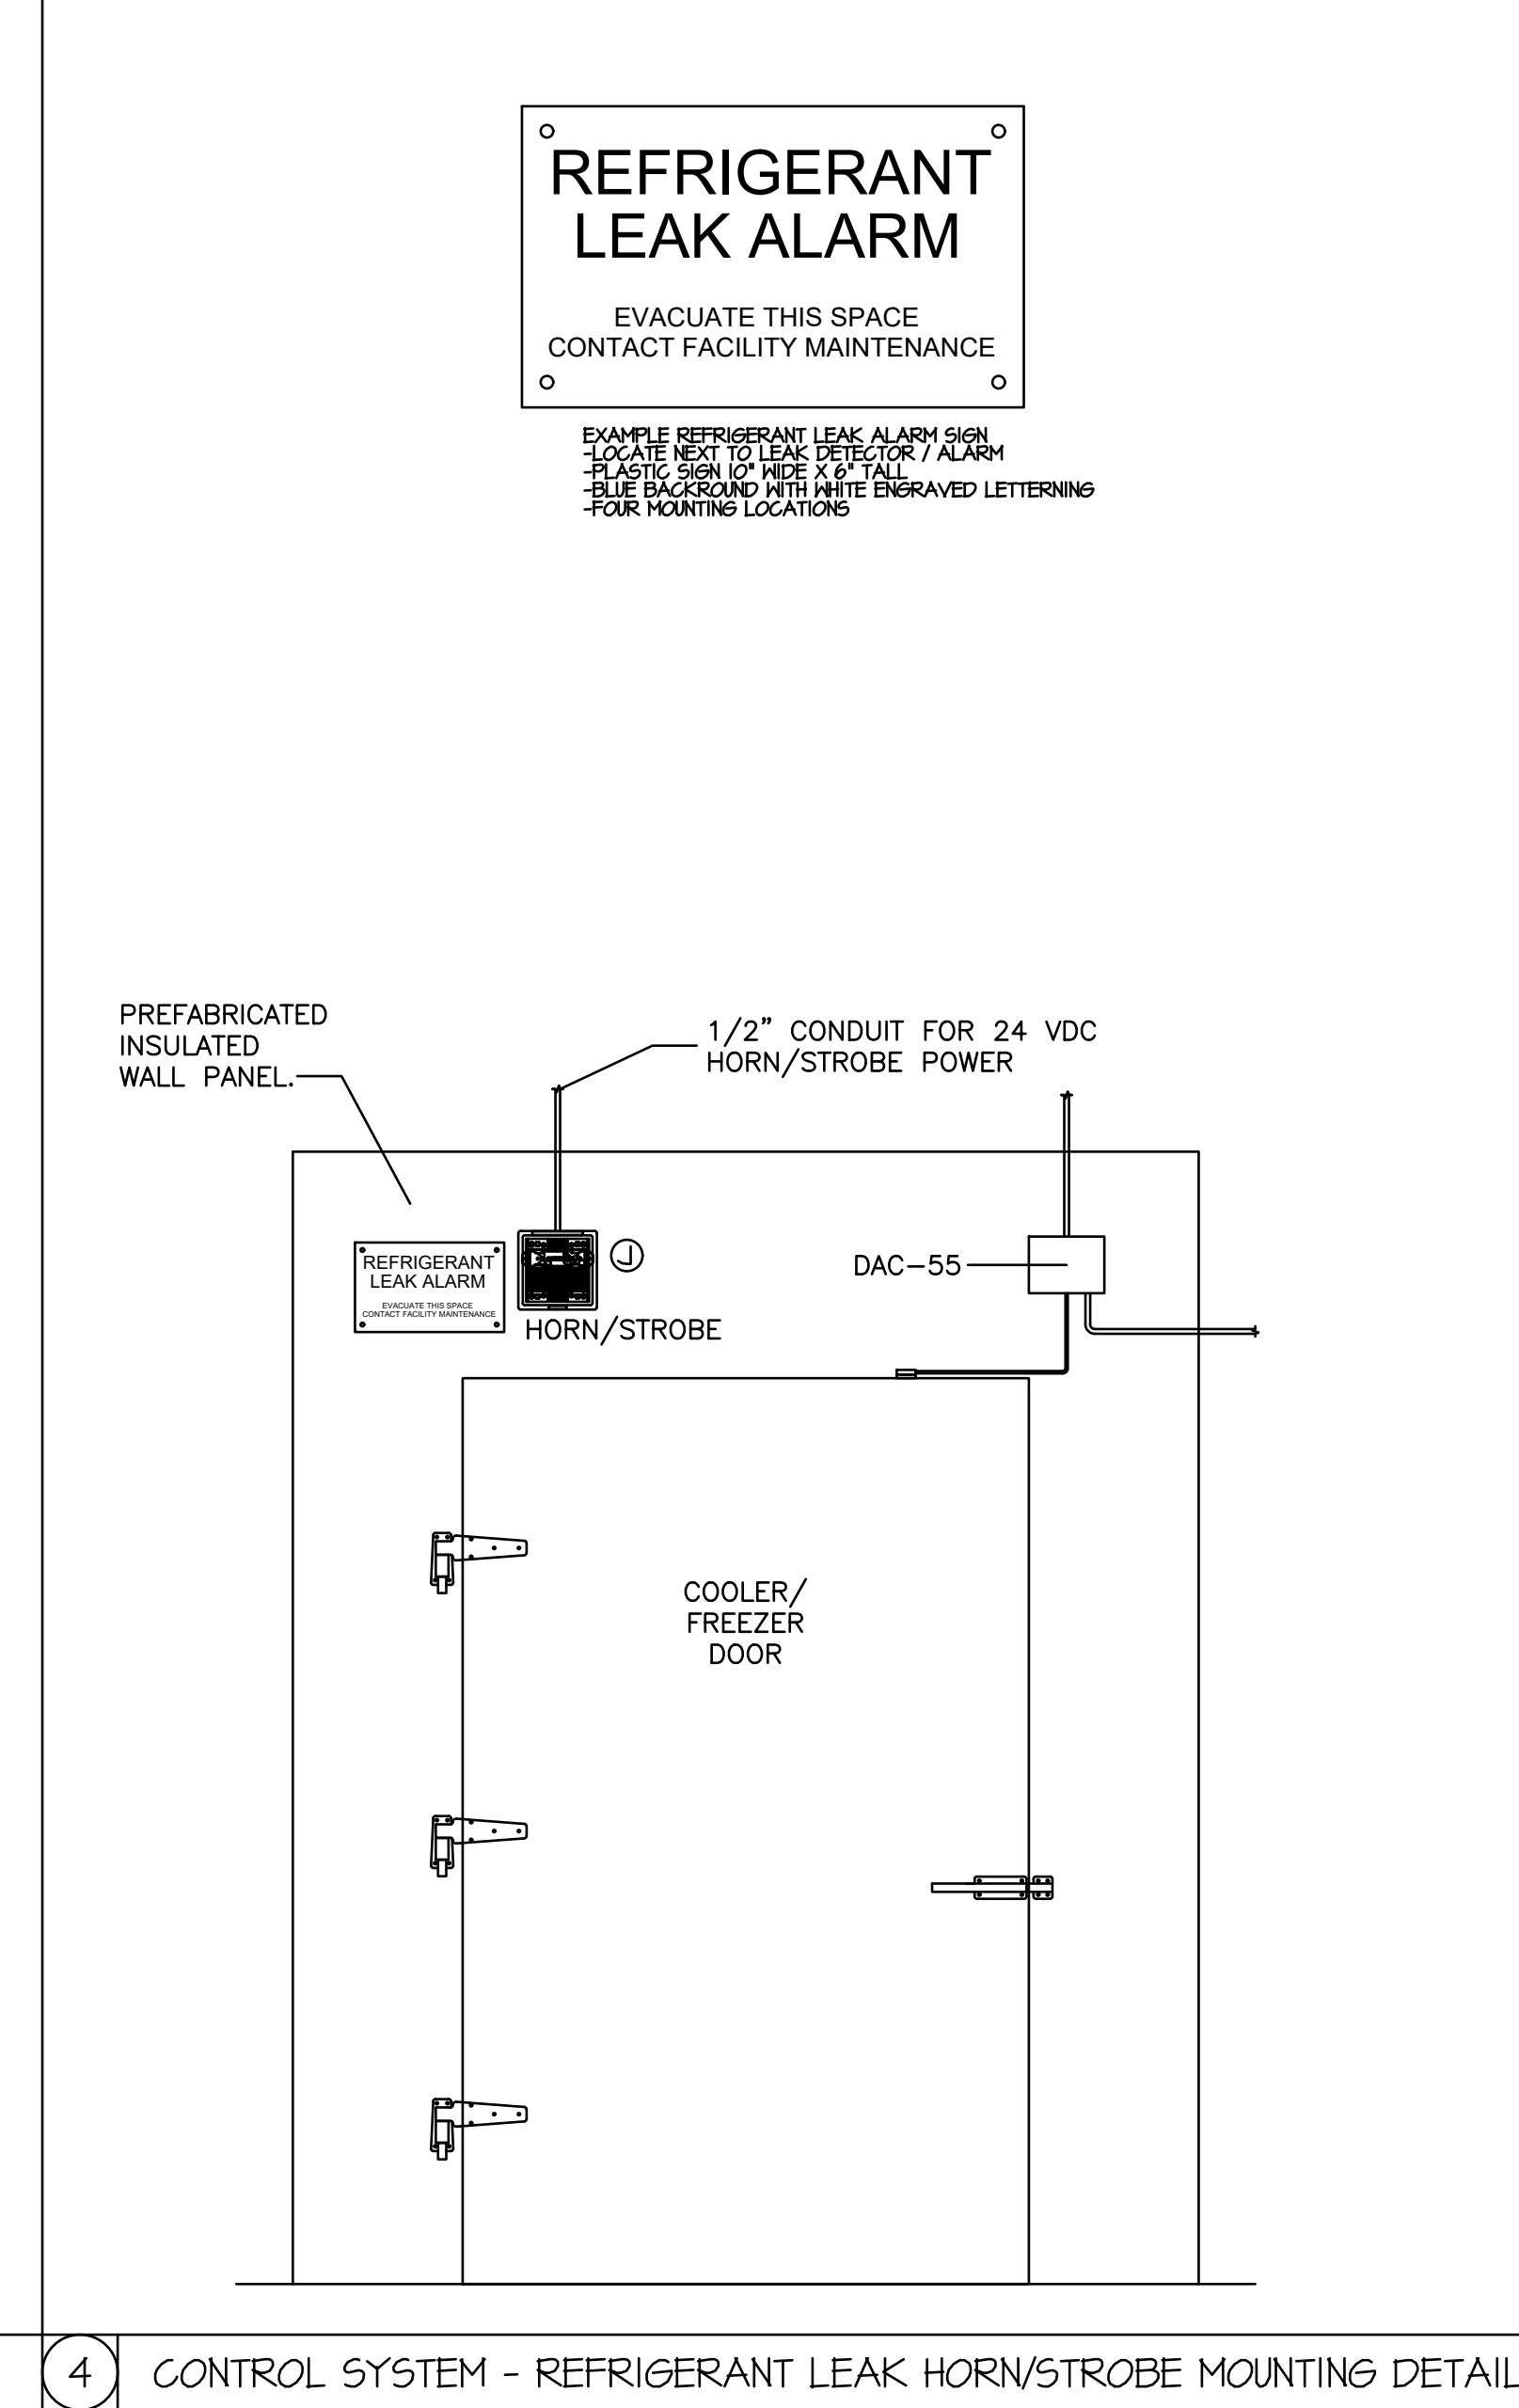 REFRIGERANT
LEAK ALARM
EVACUATE THIS SPACE
CONTACT FACILITY MAINTENANCE
EXAMPLE REFRIGERANT LEAK ALARM SIGN
-LOCATE NEXT TO LEAK DETECTOR / ALARM
-PLASTIC SIGN 10" WIDE X 6" TALL
-BLUE BACKROUND WITH WHITE ENGRAVED LETTERNING
-FOUR MOUNTING LOCATIONS
PREFABRICATED
INSULATED
WALL PANEL.
1/2” CONDUIT FOR 24 VDC
HORN/STROBE POWER
REFRIGERANT
LEAK ALARM
EVACUATE THIS SPACE
CONTACT FACILITY MAINTENANCE
J
HORN/STROBE
DAC-55
COOLER/
FREEZER
DOOR
4 CONTROL SYSTEM - REFRIGERANT LEAK HORN/STROBE MOUNTING DETAIL